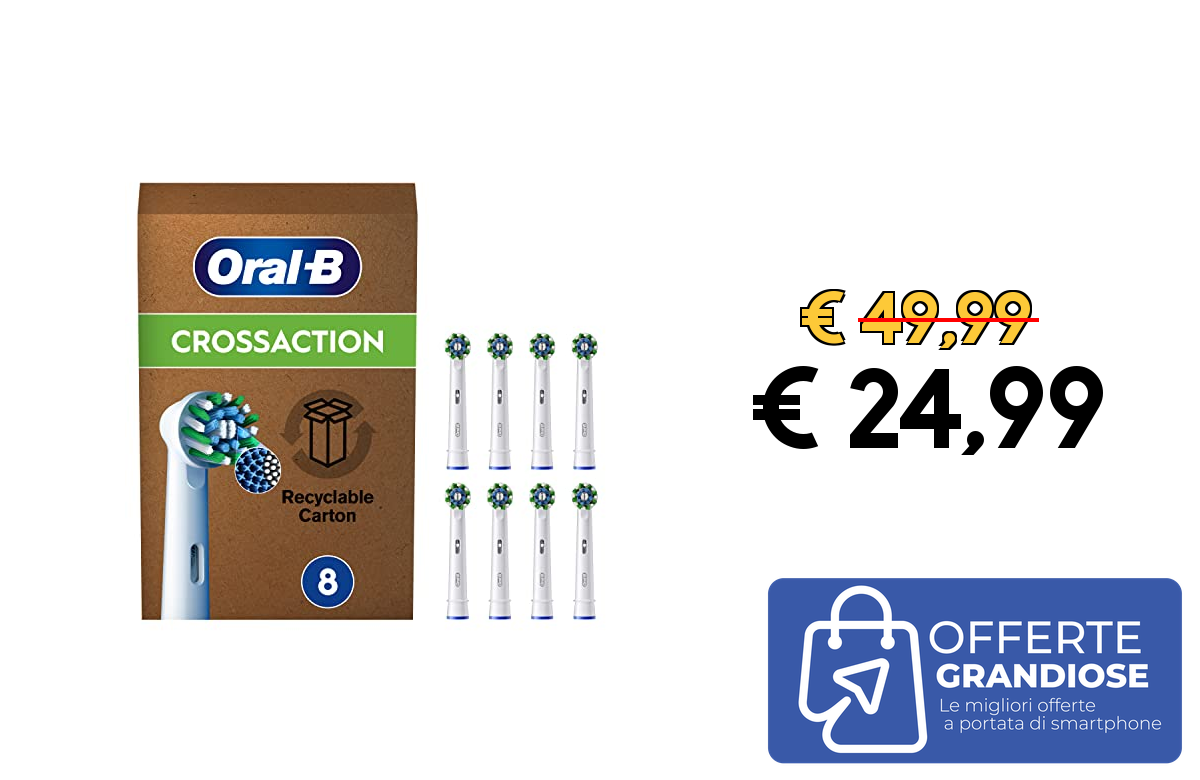 Oral-B
CROSSACTION
Recyclable
Carton
8
€ 49,99
€ 24,99
OFFERTE
GRANDIOSE
Le migliori offerte
a portata di smartphone